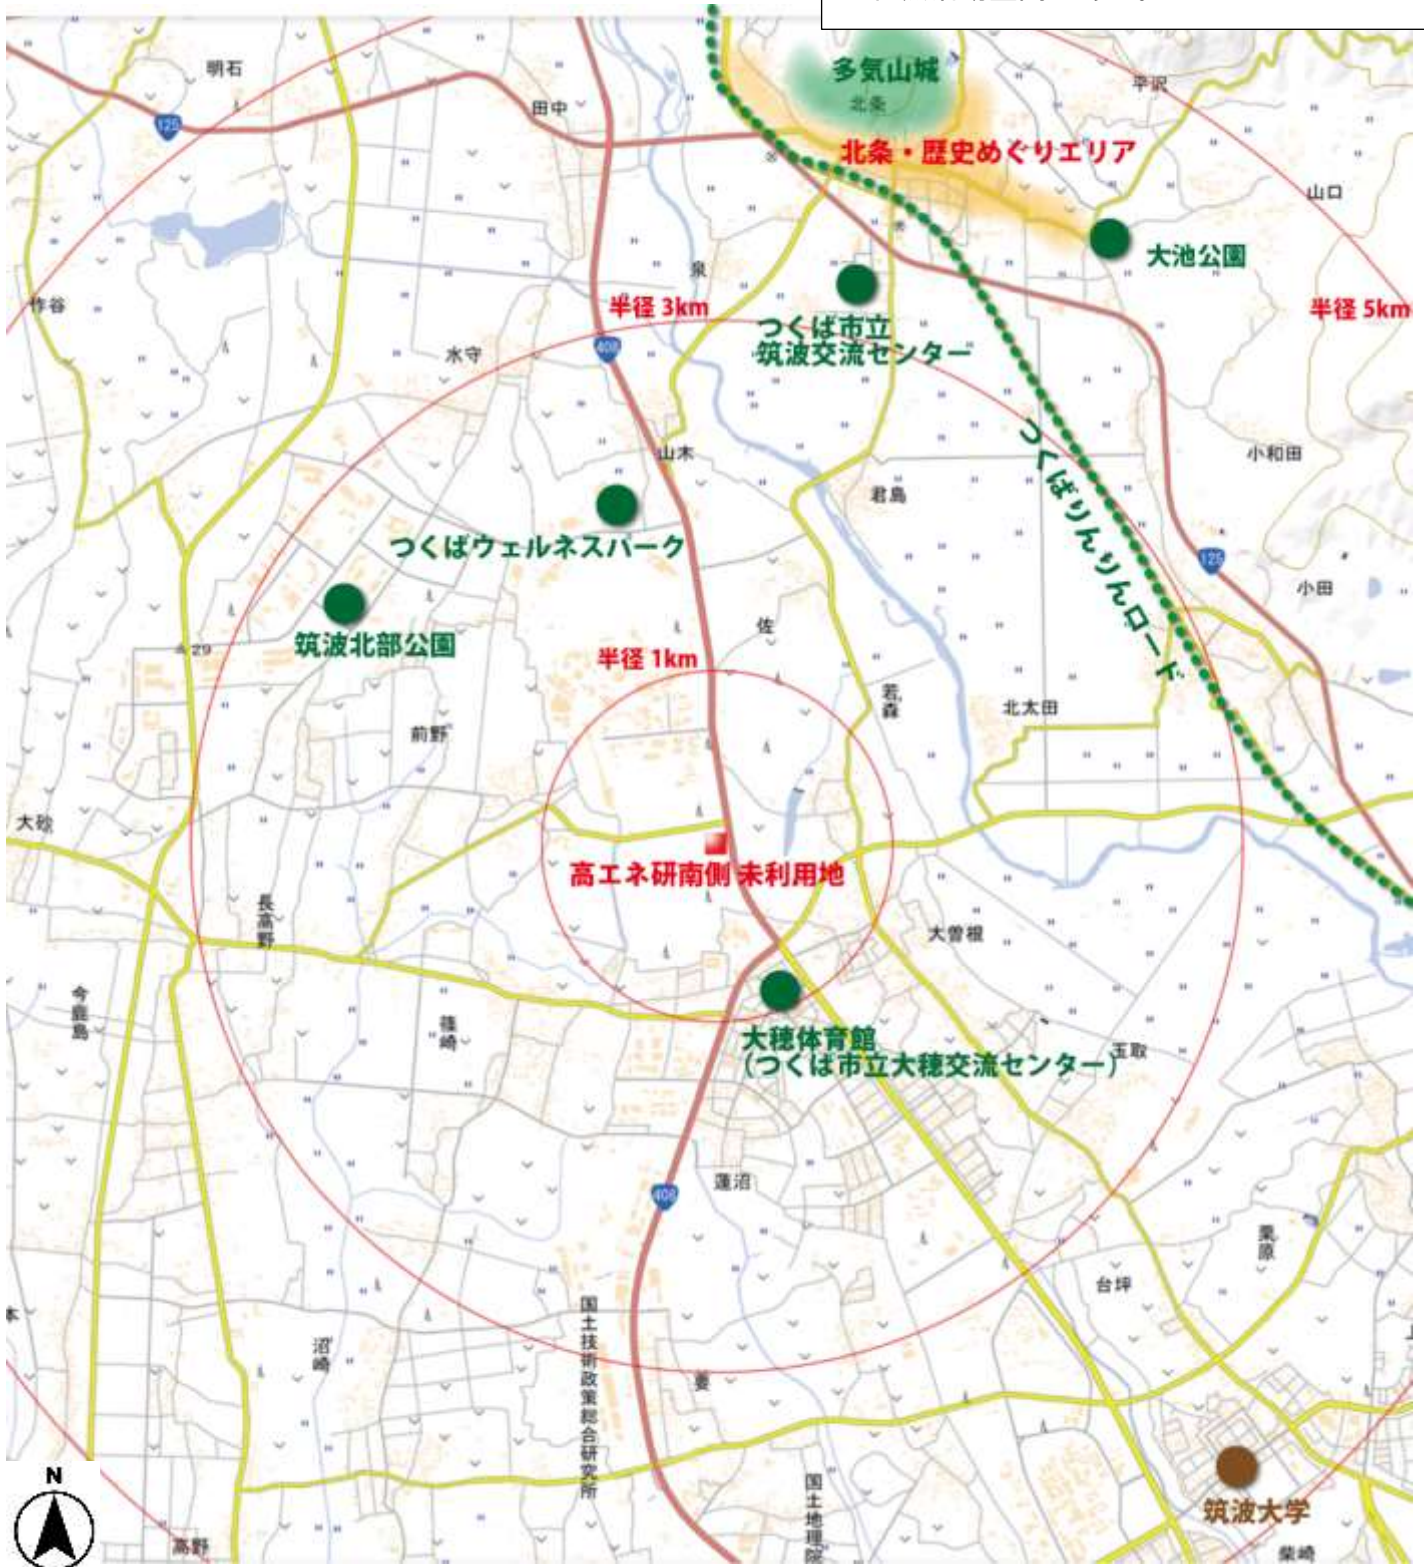 明石
田中
多気山城
北条
平沢
125
北条・歴史めぐりエリア
山口
大池公園
泉
作谷
半径 3km
半径 5km
つくば市立
筑波交流センター
水守
408
山木
小和田
君島
つくばりんりんロード
つくばウェルネスパーク
125
小田
筑波北部公園
29
佐
半径 1km
若森
北太田
前野
大砂
高エネ研南側 未利用地
長高野
大曽根
今鹿島
篠崎
大穂体育館
(つくば市立大穂交流センター)
玉取
蓮沼
408
栗原
台坪
沼崎
国土技術政策総合研究所
要
国土地理院
筑波大学
柴崎
高野
N